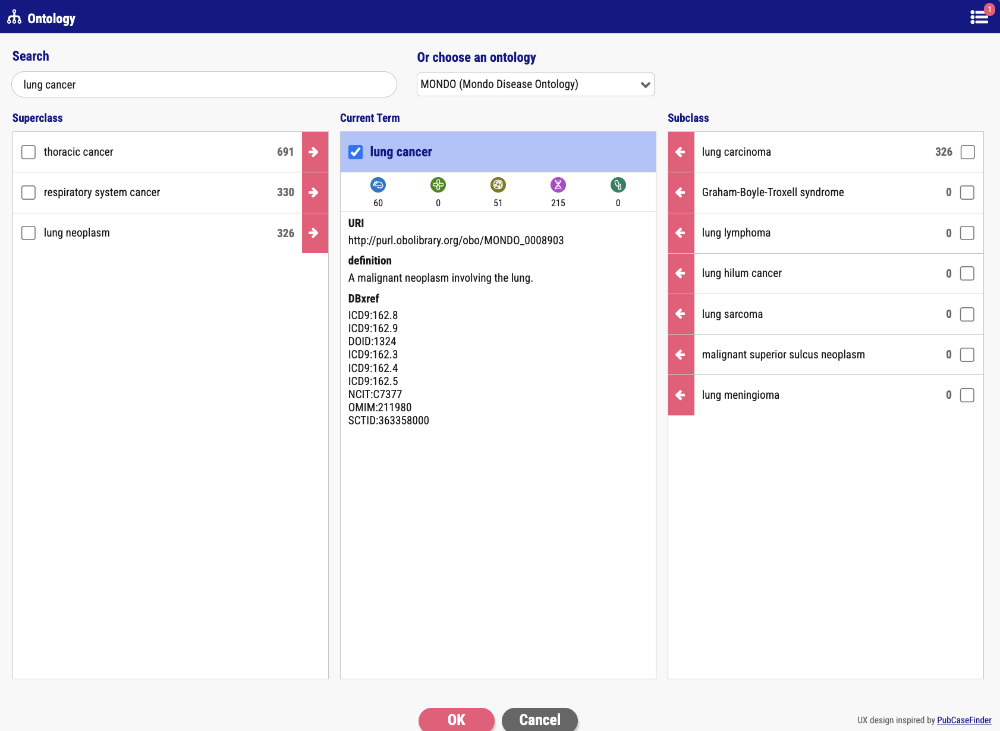 Ontology
1
Search
Or choose an ontology
lung cancer
MONDO (Mondo Disease Ontology)
Superclass
thoracic cancer 691
respiratory system cancer 330
lung neoplasm 326
Current Term
lung cancer
60 0 51 215 0
URI
http://purl.obolibrary.org/obo/MONDO_0008903
definition
A malignant neoplasm involving the lung.
DBxref
ICD9:162.8
ICD9:162.9
DOID:1324
ICD9:162.3
ICD9:162.4
ICD9:162.5
NCIT:C7377
OMIM:211980
SCTID:363358000
Subclass
lung carcinoma 326
Graham-Boyle-Troxell syndrome 0
lung lymphoma 0
lung hilum cancer 0
lung sarcoma 0
malignant superior sulcus neoplasm 0
lung meningioma 0
OK
Cancel
UX design inspired by PubCaseFinder